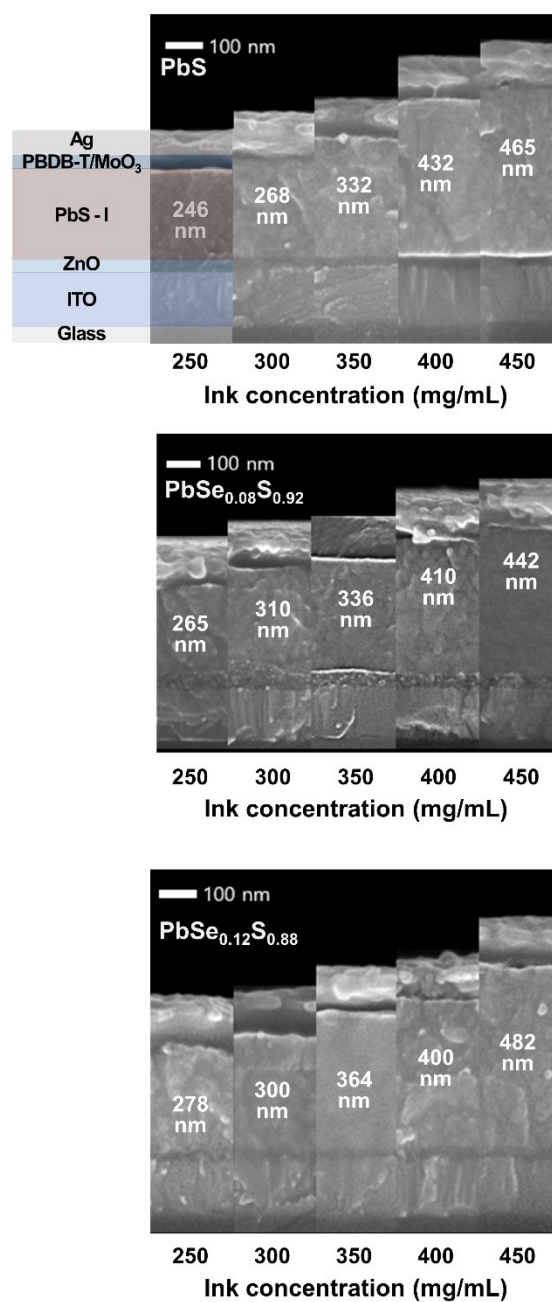 100 nm
PbS
Ag
PBDB-T/MoO₃
PbS - I
ZnO
ITO
Glass
246
nm
268
nm
332
nm
432
nm
465
nm
250 300 350 400 450
Ink concentration (mg/mL)
100 nm
PbSe₀.₀₈S₀.₉₂
265
nm
310
nm
336
nm
410
nm
442
nm
250 300 350 400 450
Ink concentration (mg/mL)
100 nm
PbSe₀.₁₂S₀.₈₈
278
nm
300
nm
364
nm
400
nm
482
nm
250 300 350 400 450
Ink concentration (mg/mL)